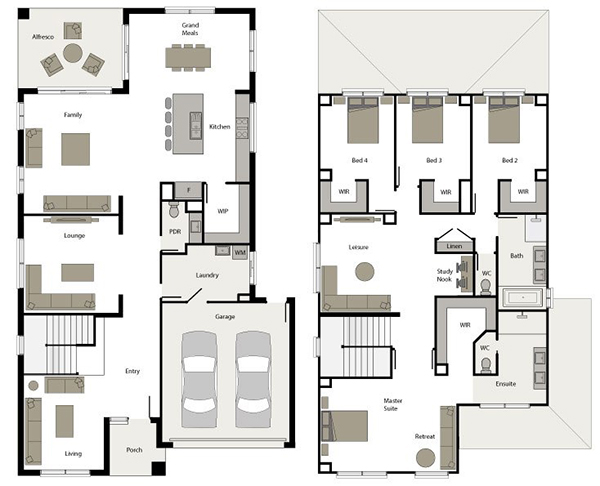 Grand
Meals
Alfresco
Family
Kitchen
F
WIP
PDR
Lounge
WM
Laundry
Garage
Entry
Living
Porch
Bed 4
Bed 3
Bed 2
WIR
WIR
WIR
Leisure
Linen
Bath
Study
Nook
WC
WIR
WC
Ensuite
Master
Suite
Retreat